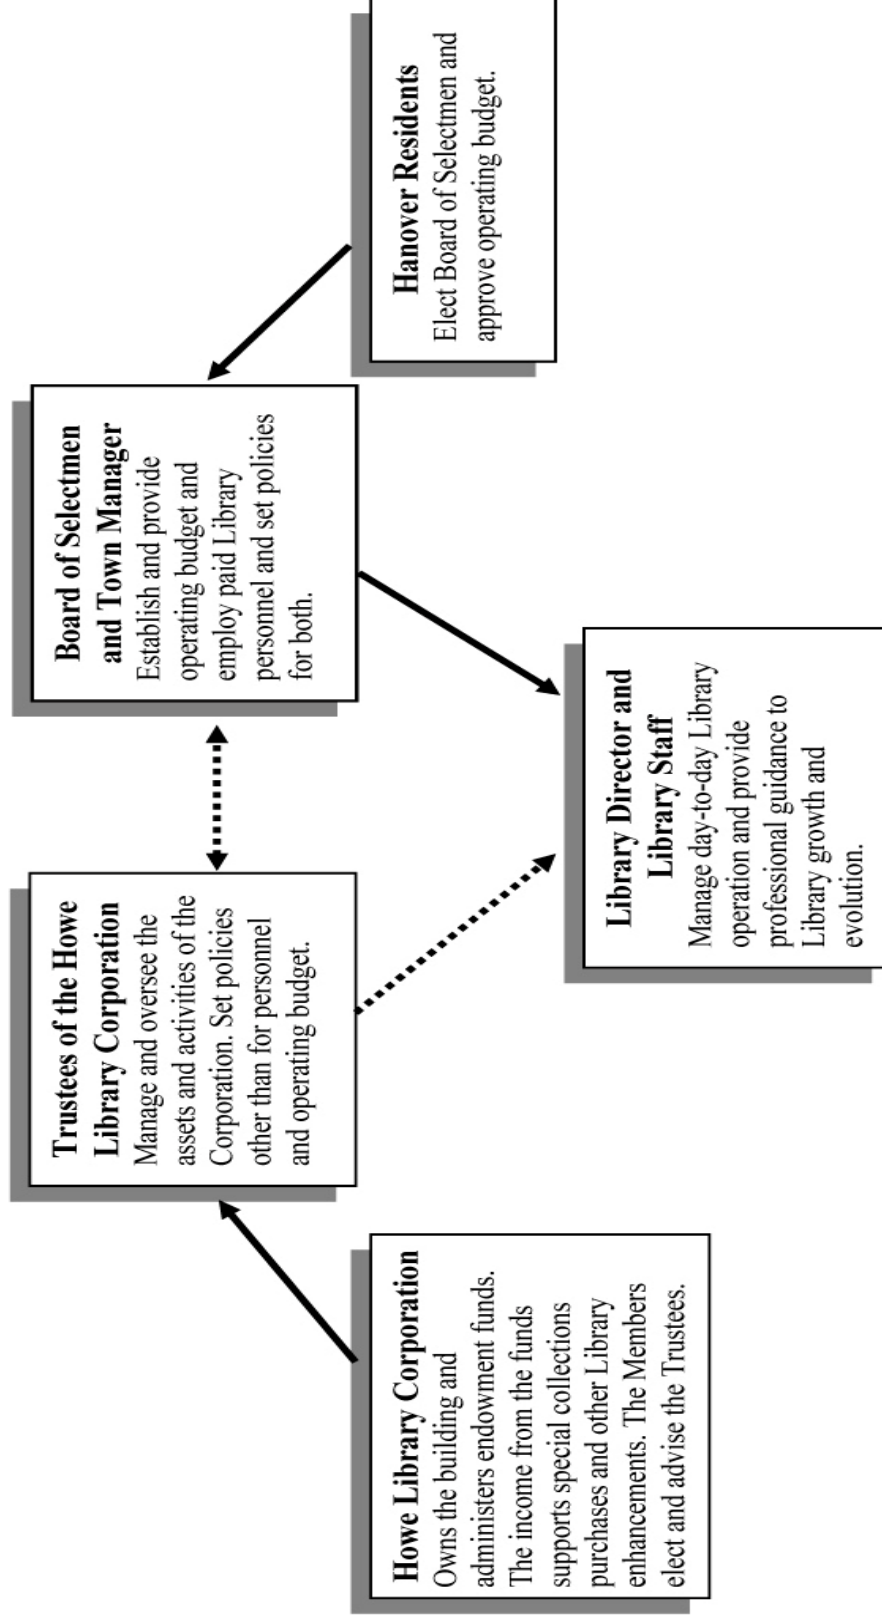 Trustees of the Howe
Library Corporation
Manage and oversee the
assets and activities of the
Corporation. Set policies
other than for personnel
and operating budget.
Board of Selectmen
and Town Manager
Establish and provide
operating budget and
employ paid Library
personnel and set policies
for both.
Howe Library Corporation
Owns the building and
administers endowment funds.
The income from the funds
supports special collections
purchases and other Library
enhancements. The Members
elect and advise the Trustees.
Hanover Residents
Elect Board of Selectmen and
approve operating budget.
Library Director and
Library Staff
Manage day-to-day Library
operation and provide
professional guidance to
Library growth and
evolution.